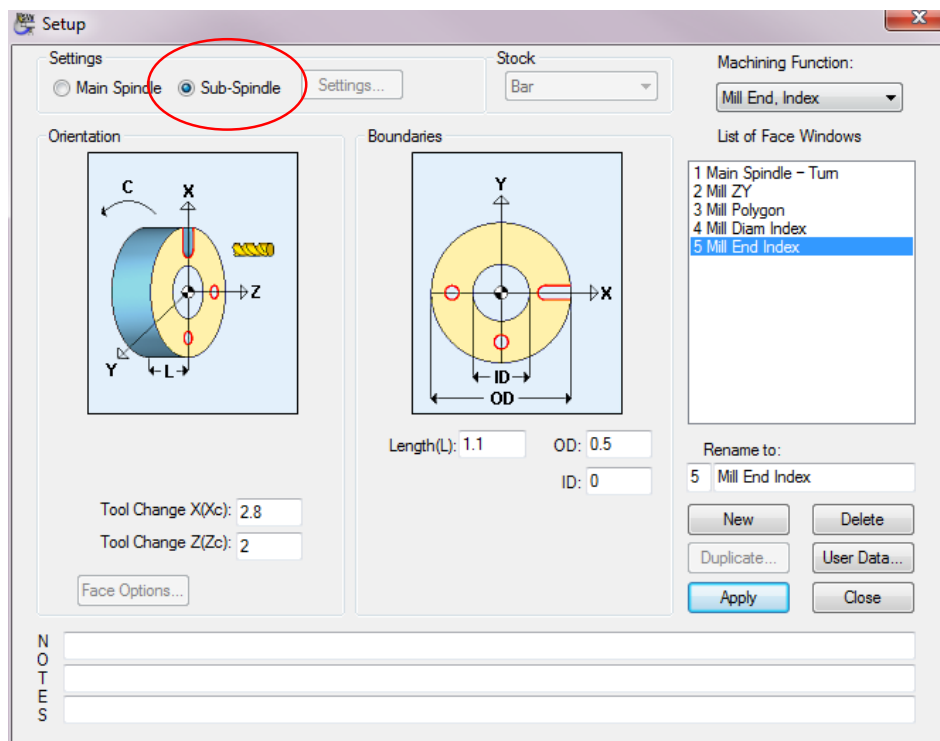 Setup
Settings
Main Spindle
Sub-Spindle
Settings...
Stock
Bar
Machining Function:
Mill End, Index
Orientation
C
X
Z
Y
L
Boundaries
Y
X
ID
OD
List of Face Windows
1 Main Spindle - Turn
2 Mill ZY
3 Mill Polygon
4 Mill Diam Index
5 Mill End Index
Length(L): 1.1
OD: 0.5
ID: 0
Tool Change X(Xc): 2.8
Tool Change Z(Zc): 2
Face Options...
Rename to:
5 Mill End Index
New
Delete
Duplicate...
User Data...
Apply
Close
NOTES